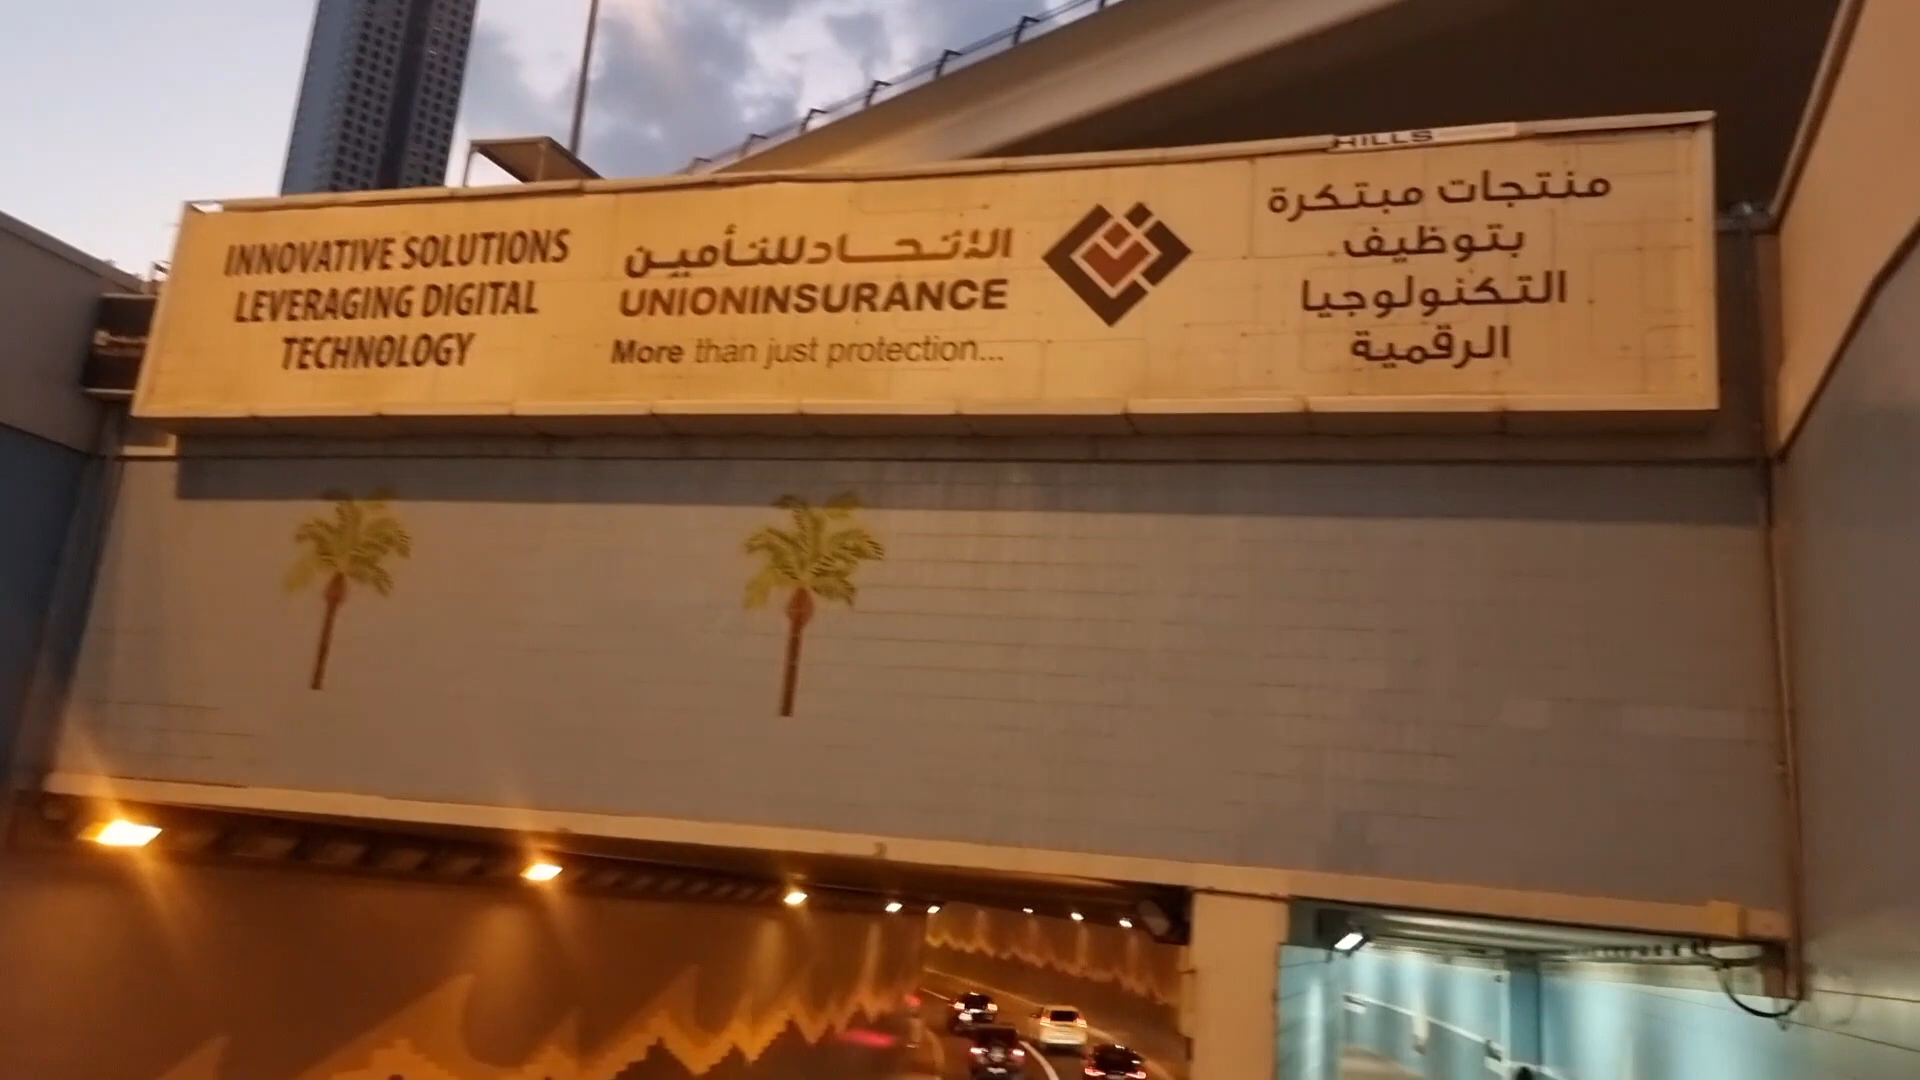 HILLS
INNOVATIVE SOLUTIONS
LEVERAGING DIGITAL
TECHNOLOGY
الاتحاد للتأمين
UNIONINSURANCE
More than just protection...
منتجات مبتكرة
بتوظيف
التكنولوجيا
الرقمية